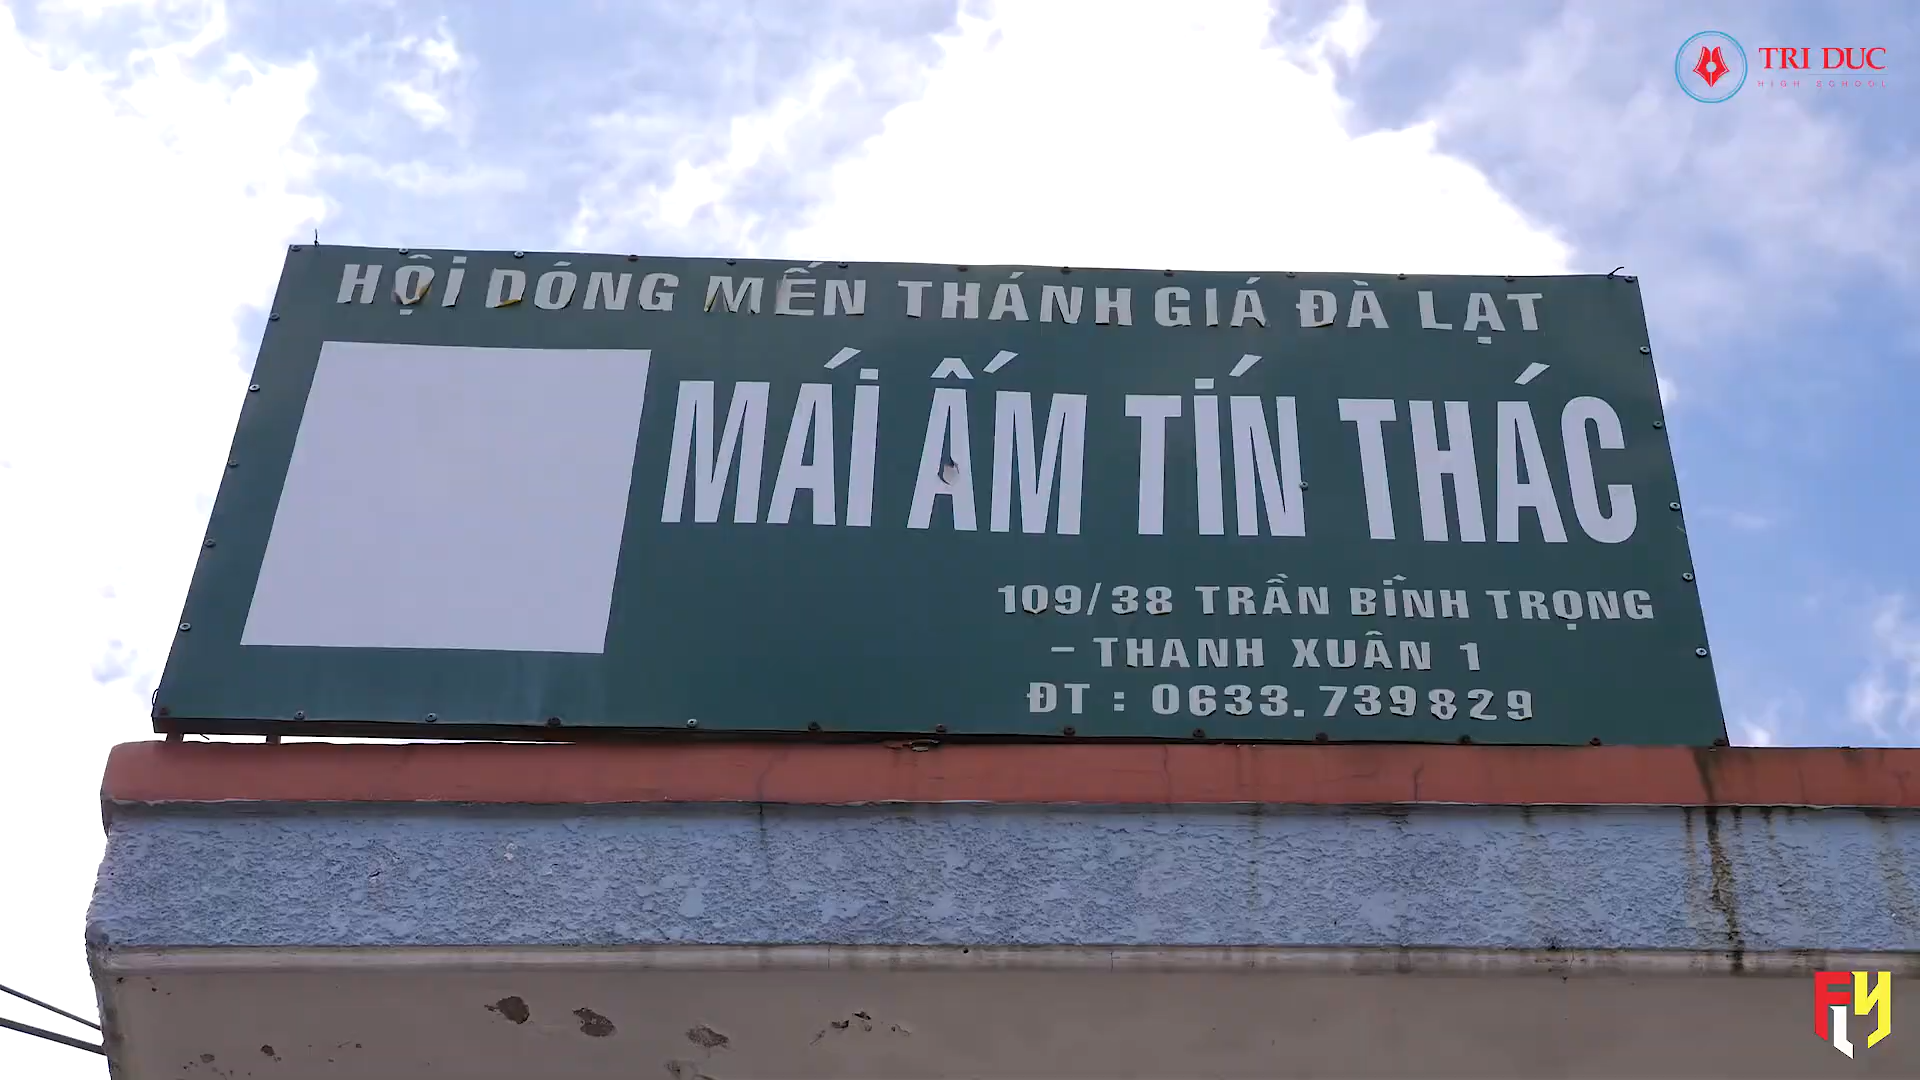 TRI DUC
HIGH SCHOOL
HỘI DÒNG MẾN THÁNH GIÁ ĐÀ LẠT
MÁI ẤM TÍN THÁC
109/38 TRẦN BÌNH TRỌNG
- THANH XUÂN 1
ĐT : 0633.739829
FLY